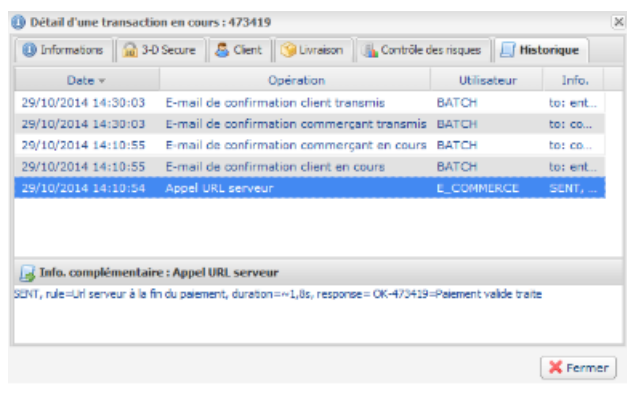 Détail d'une transaction en cours : 473419
Informations 3-D Secure Client Livraison Contrôle des risques Historique
Date Opération Utilisateur Info.
29/10/2014 14:30:03 E-mail de confirmation client transmis BATCH to: ent...
29/10/2014 14:30:03 E-mail de confirmation commerçant transmis BATCH to: co...
29/10/2014 14:10:55 E-mail de confirmation commerçant en cours BATCH to: co...
29/10/2014 14:10:55 E-mail de confirmation client en cours BATCH to: ent...
29/10/2014 14:10:54 Appel URL serveur E_COMMERCE SENT, ...
Info. complémentaire : Appel URL serveur
SENT, rule=Url serveur à la fin du paiement, duration=~1,8s, response= OK-473419=Paiement valide traite
Fermer